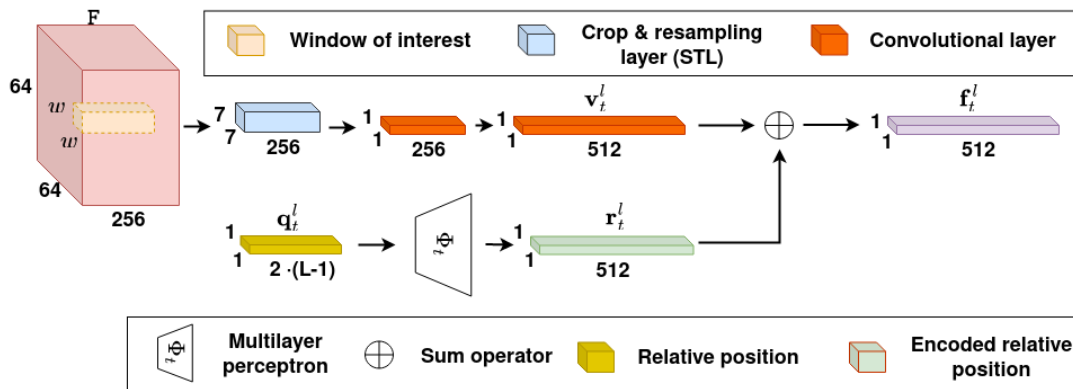 F
Window of interest
Crop & resampling
layer (STL)
Convolutional layer
64
w
w
64
256
7
7
256
1
1
256
v_t^l
1
1
512
f_t^l
1
1
512
q_t^l
1
1
2 ·(L-1)
Φ_t
r_t^l
1
1
512
Φ_t
Multilayer
perceptron
Sum operator
Relative position
Encoded relative
position